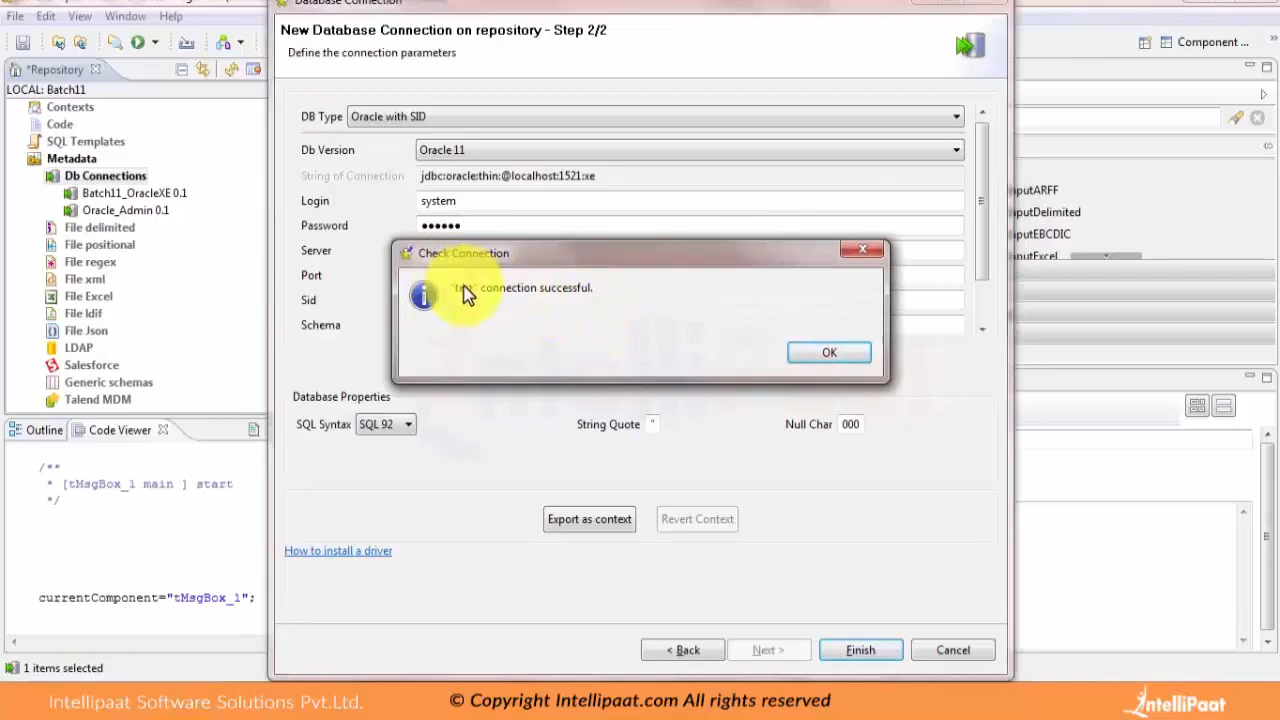 Database Connection
File Edit View Window Help
New Database Connection on repository - Step 2/2
Define the connection parameters
Component ...
*Repository
LOCAL: Batch11
Contexts
Code
SQL Templates
Metadata
Db Connections
Batch11_OracleXE 0.1
Oracle_Admin 0.1
File delimited
File positional
File regex
File xml
File Excel
File ldif
File Json
LDAP
Salesforce
Generic schemas
Talend MDM
DB Type Oracle with SID
Db Version Oracle 11
String of Connection jdbc:oracle:thin:@localhost:1521:xe
Login system
Password ••••••
Server
Port
Sid
Schema
Check Connection
connection successful.
OK
Database Properties
SQL Syntax SQL 92 String Quote " Null Char 000
Export as context Revert Context
How to install a driver
< Back Next > Finish Cancel
putARFF
putDelimited
putEBCDIC
putExcel
Outline Code Viewer
/**
* [tMsgBox_1 main ] start
*/
currentComponent="tMsgBox_1";
1 items selected
Intellipaat Software Solutions Pvt.Ltd.
© Copyright Intellipaat.com All rights reserved
IntelliPaat